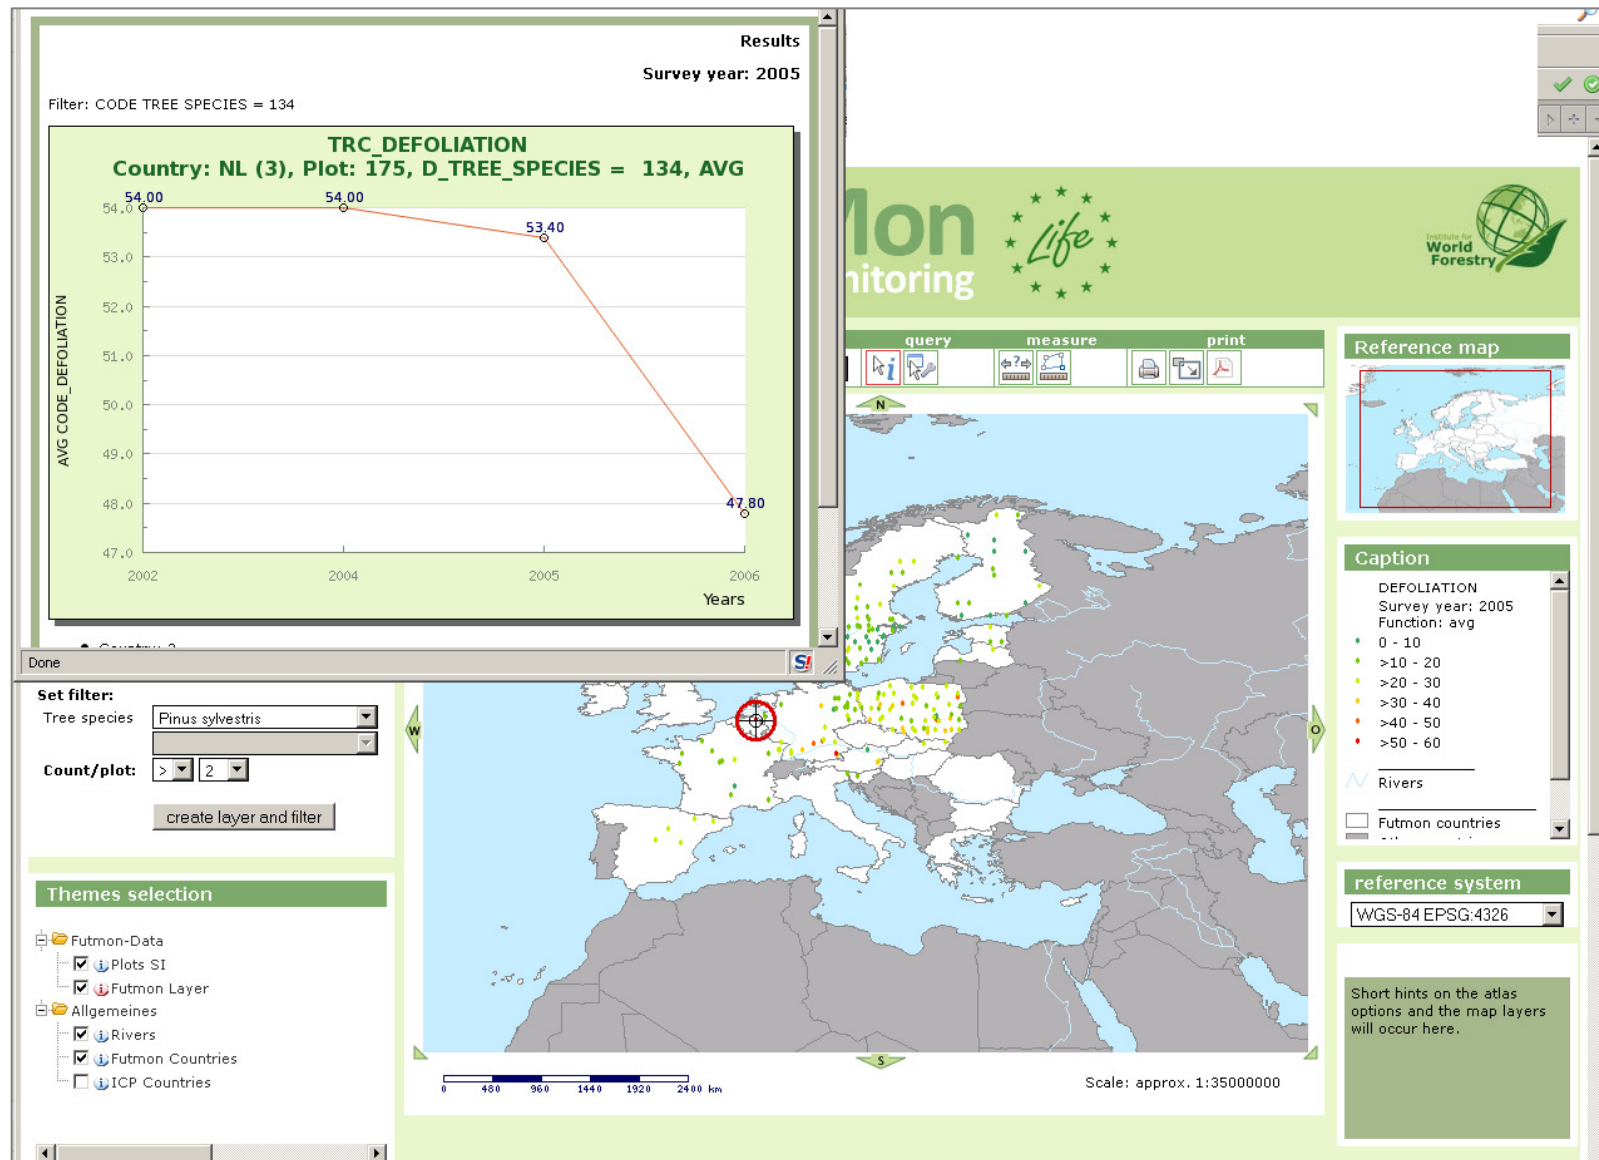 Results
Survey year: 2005
Filter: CODE TREE SPECIES = 134
TRC_DEFOLIATION
Country: NL (3), Plot: 175, D_TREE_SPECIES = 134, AVG
54.00
54.00
53.40
47.80
54.0
53.0
52.0
51.0
50.0
49.0
48.0
47.0
AVG CODE_DEFOLIATION
2002
2004
2005
2006
Years
Done
S!
Mon
nitoring
life
Institute for
World
Forestry
query
measure
print
N
W
O
S
Set filter:
Tree species
Pinus sylvestris
Count/plot:
>
2
create layer and filter
Themes selection
Futmon-Data
Plots SI
Futmon Layer
Allgemeines
Rivers
Futmon Countries
ICP Countries
0 480 960 1440 1920 2400 km
Scale: approx. 1:35000000
Reference map
Caption
DEFOLIATION
Survey year: 2005
Function: avg
0 - 10
>10 - 20
>20 - 30
>30 - 40
>40 - 50
>50 - 60
Rivers
Futmon countries
reference system
WGS-84 EPSG:4326
Short hints on the atlas
options and the map layers
will occur here.